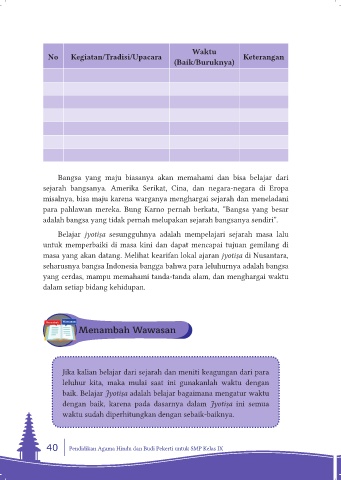 No Kegiatan/Tradisi/Upacara Waktu (Baik/Buruknya) Keterangan
Bangsa yang maju biasanya akan memahami dan bisa belajar dari
sejarah bangsanya. Amerika Serikat, Cina, dan negara-negara di Eropa
misalnya, bisa maju karena warganya menghargai sejarah dan meneladani
para pahlawan mereka. Bung Karno pernah berkata, "Bangsa yang besar
adalah bangsa yang tidak pernah melupakan sejarah bangsanya sendiri".
Belajar jyotiṣa sesungguhnya adalah mempelajari sejarah masa lalu
untuk memperbaiki di masa kini dan dapat mencapai tujuan gemilang di
masa yang akan datang. Melihat kearifan lokal ajaran jyotiṣa di Nusantara,
seharusnya bangsa Indonesia bangga bahwa para leluhurnya adalah bangsa
yang cerdas, mampu memahami tanda-tanda alam, dan menghargai waktu
dalam setiap bidang kehidupan.
Menambah Wawasan
Jika kalian belajar dari sejarah dan meniti keagungan dari para
leluhur kita, maka mulai saat ini gunakanlah waktu dengan
baik. Belajar Jyotiṣa adalah belajar bagaimana mengatur waktu
dengan baik, karena pada dasarnya dalam Jyotiṣa ini semua
waktu sudah diperhitungkan dengan sebaik-baiknya.
40 Pendidikan Agama Hindu dan Budi Pekerti untuk SMP Kelas IX